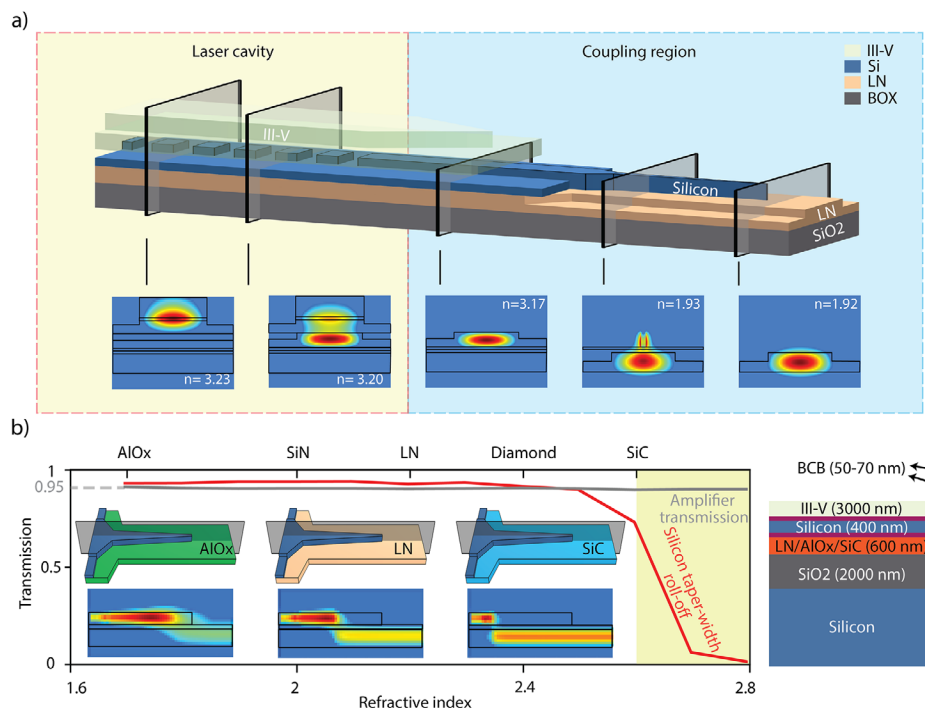 a)
Laser cavity
Coupling region
III-V
Si
LN
BOX
III-V
Silicon
LN
SiO2
n= 3.23
n= 3.20
n=3.17
n=1.93
n=1.92
b)
AlOx
SiN
LN
Diamond
SiC
1
0.95
0.5
0
Transmission
AlOx
LN
SiC
Amplifier
transmission
Silicon taper-width
roll-off
1.6
2
2.4
2.8
Refractive index
BCB (50-70 nm)
III-V (3000 nm)
Silicon (400 nm)
LN/AlOx/SiC (600 nm
SiO2 (2000 nm)
Silicon